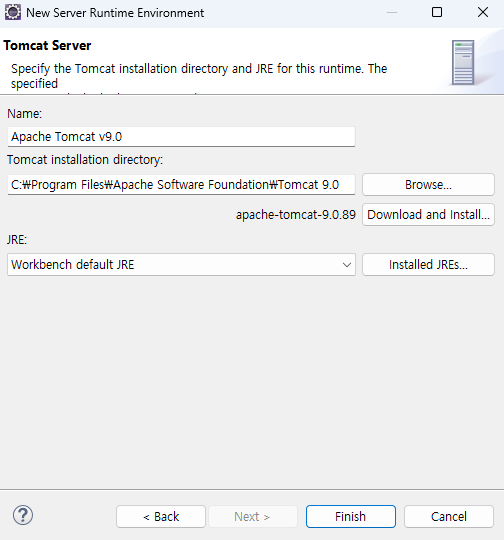 New Server Runtime Environment
Tomcat Server
Specify the Tomcat installation directory and JRE for this runtime. The
specified
Name:
Apache Tomcat v9.0
Tomcat installation directory:
C:₩Program Files₩Apache Software Foundation₩Tomcat 9.0
Browse...
apache-tomcat-9.0.89
Download and Install...
JRE:
Workbench default JRE
Installed JREs...
?
< Back
Next >
Finish
Cancel